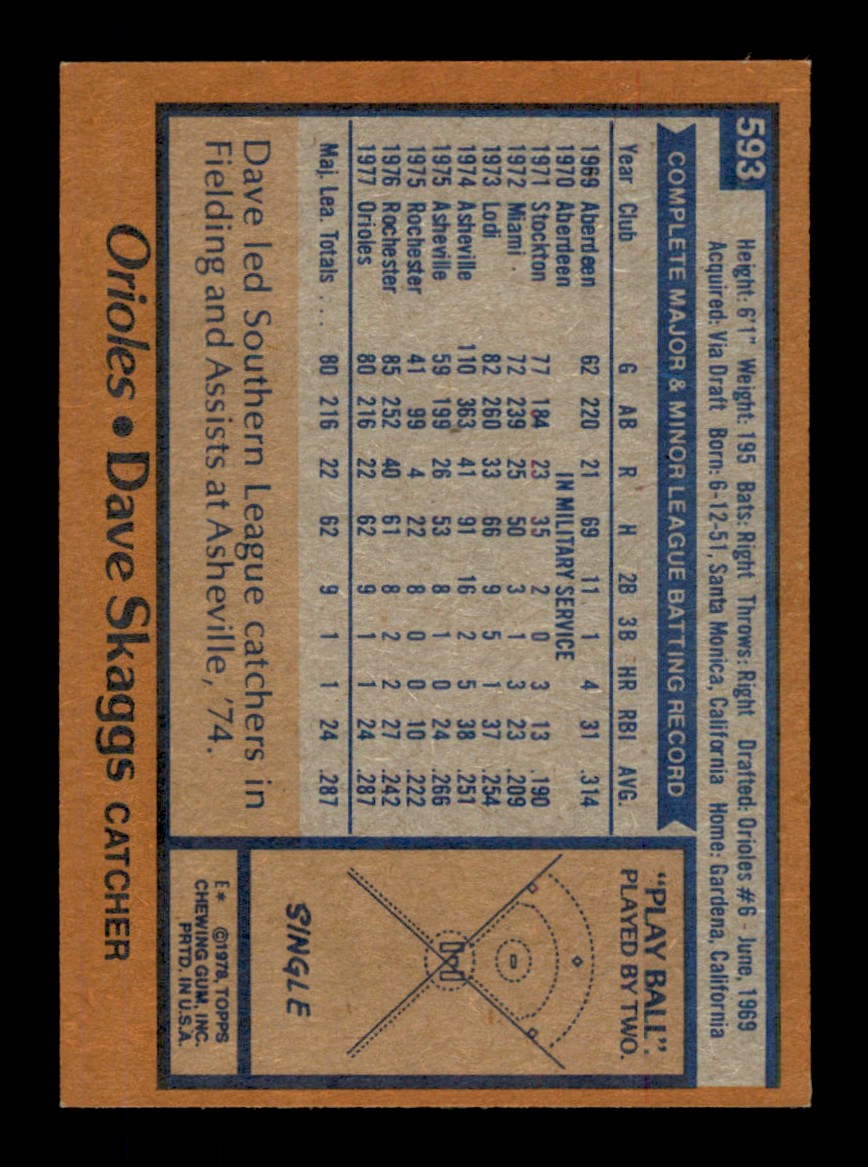 593
Height: 6'1" Weight: 195 Bats: Right Throws: Right Drafted: Orioles #6 - June, 1969
Acquired: Via Draft Born: 6-12-51, Santa Monica, California Home: Gardena, California
COMPLETE MAJOR & MINOR LEAGUE BATTING RECORD
Year Club G AB R H 2B 3B HR RBI AVG.
1969 Aberdeen 62 220 21 69 11 1 4 31 .314
1970 Aberdeen IN MILITARY SERVICE
1971 Stockton 77 184 23 35 2 0 3 13 .190
1972 Miami 72 239 25 50 3 1 3 23 .209
1973 Lodi 82 260 33 66 9 5 1 37 .254
1974 Asheville 110 363 41 91 16 2 5 38 .251
1975 Asheville 59 199 26 53 8 1 0 24 .266
1975 Rochester 41 99 4 22 8 0 0 10 .222
1976 Rochester 85 252 40 61 8 2 2 27 .242
1977 Orioles 80 216 22 62 9 1 1 24 .287
Maj. Lea. Totals . . . 80 216 22 62 9 1 1 24 .287
Dave led Southern League catchers in
Fielding and Assists at Asheville, '74.
"PLAY BALL".
PLAYED BY TWO.
SINGLE
E* ©1978, TOPPS
CHEWING GUM, INC.
PRTD. IN U.S.A.
Orioles • Dave Skaggs CATCHER